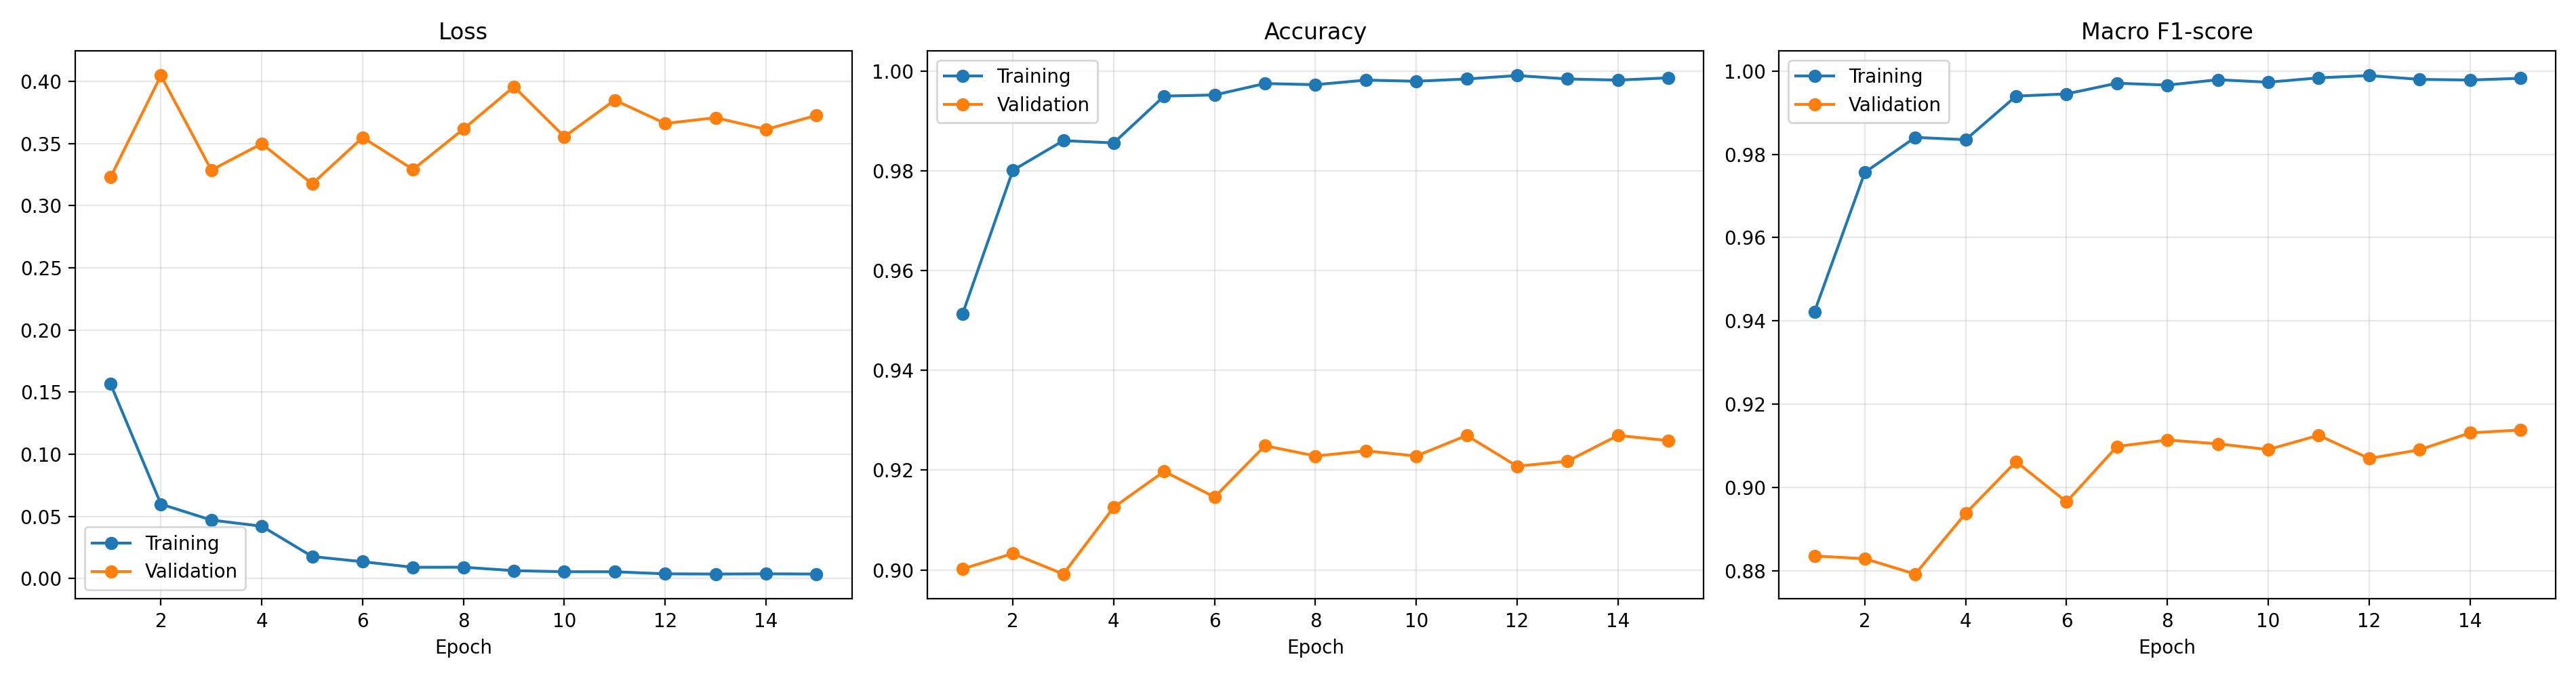 Loss
0.40
0.35
0.30
0.25
0.20
0.15
0.10
0.05
0.00
Training
Validation
2 4 6 8 10 12 14
Epoch
Accuracy
1.00
0.98
0.96
0.94
0.92
0.90
Training
Validation
2 4 6 8 10 12 14
Epoch
Macro F1-score
1.00
0.98
0.96
0.94
0.92
0.90
0.88
Training
Validation
2 4 6 8 10 12 14
Epoch